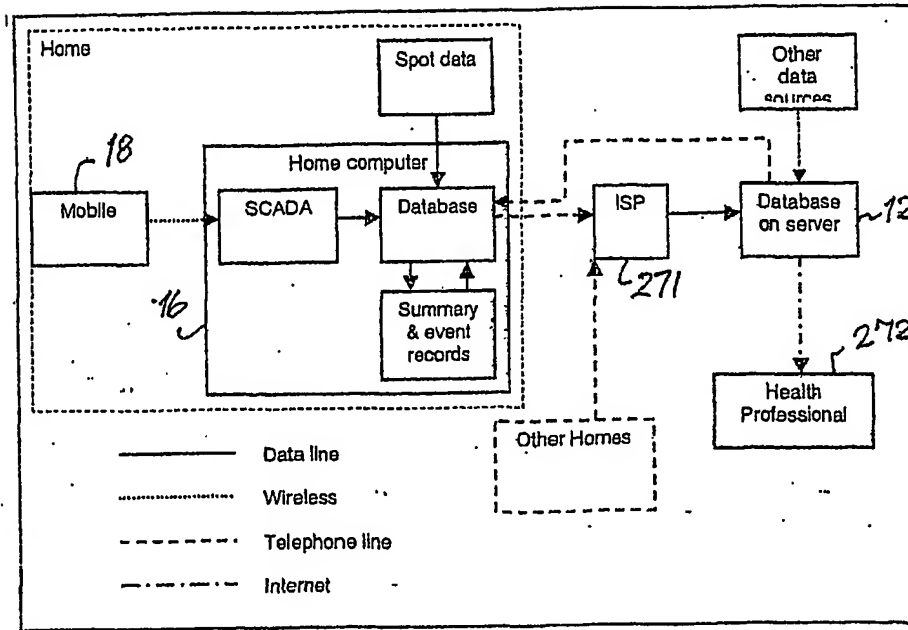 Home
Spot data
Other
data
sources
18
Home computer
Mobile
SCADA
Database
ISP
Database
on server
12
271
16
Summary
& event
records
272
Health
Professional
Other Homes
Data line
Wireless
Telephone line
Internet